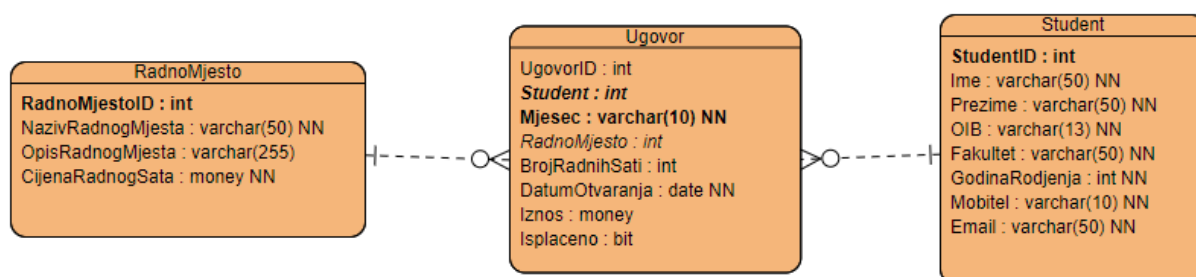 RadnoMjesto
RadnoMjestoID : int
NazivRadnogMjesta : varchar(50) NN
OpisRadnogMjesta : varchar(255)
CijenaRadnogSata : money NN
Ugovor
UgovorID : int
Student : int
Mjesec : varchar(10) NN
RadnoMjesto : int
BrojRadnihSati : int
DatumOtvaranja : date NN
Iznos : money
Isplaceno : bit
Student
StudentID : int
Ime : varchar(50) NN
Prezime : varchar(50) NN
OIB : varchar(13) NN
Fakultet : varchar(50) NN
GodinaRodjenja : int NN
Mobitel : varchar(10) NN
Email : varchar(50) NN